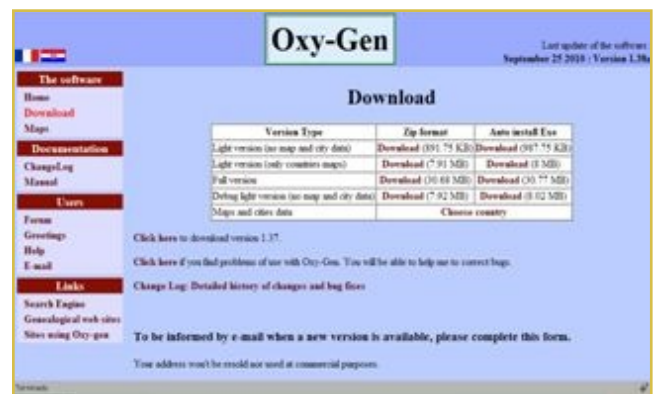 Oxy-Gen
Last update of the software:
September 25 2010 : Version 1.38a
The software
Home
Download
Maps
Documentation
ChangeLog
Manual
Users
Forum
Greetings
Help
E-mail
Links
Search Engine
Genealogical web sites
Sites using Oxy-gen
Download
Version Type Zip format Auto install Exe
Light version (no map and city data) Download (891.75 KB) Download (987.75 KB)
Light version (only countries maps) Download (7.91 MB) Download (8 MB)
Full version Download (30.68 MB) Download (30.77 MB)
Debug light version (no map and city data) Download (7.92 MB) Download (8.02 MB)
Maps and cities data Choose country
Click here to download version 1.37.
Click here if you find problems of use with Oxy-Gen. You will be able to help me to correct bugs.
Change Log: Detailed history of changes and bug fixes
To be informed by e-mail when a new version is available, please complete this form.
Your address won't be resold nor used at commercial purposes.